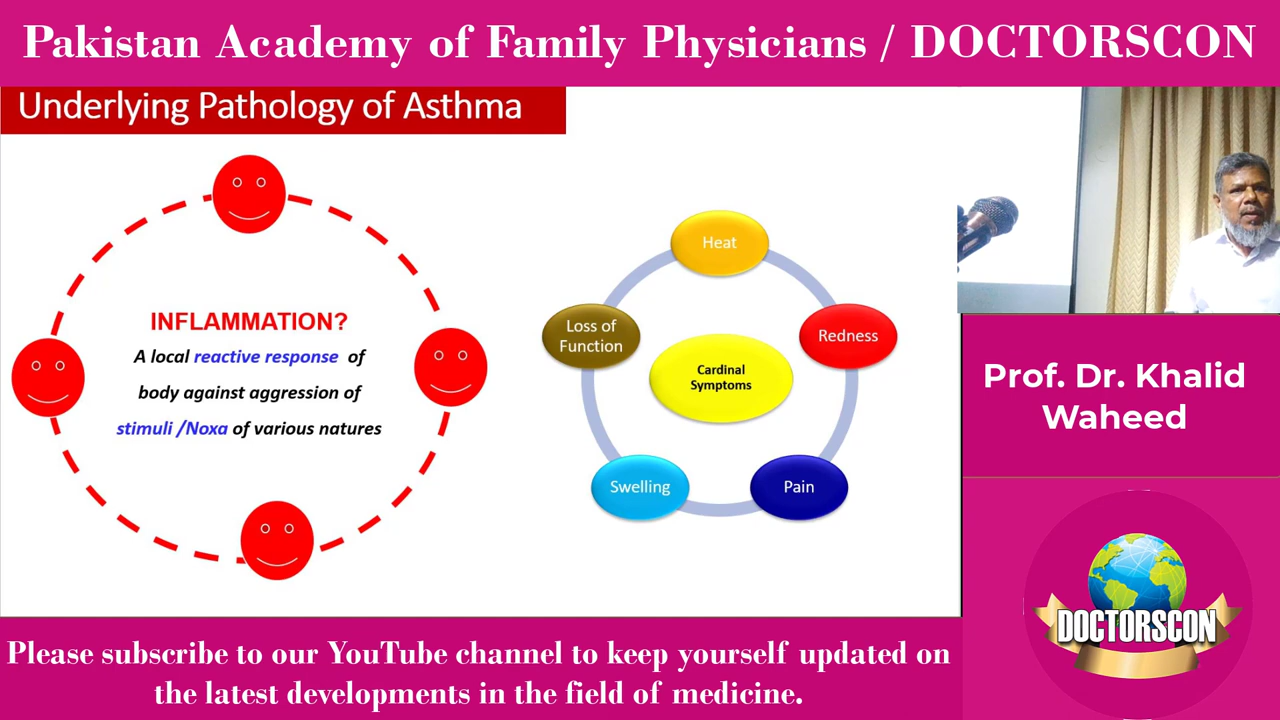 Pakistan Academy of Family Physicians / DOCTORSCON
Underlying Pathology of Asthma
INFLAMMATION?
A local reactive response of
body against aggression of
stimuli /Noxa of various natures
Heat
Redness
Pain
Swelling
Loss of
Function
Cardinal
Symptoms
Prof. Dr. Khalid
Waheed
DOCTORSCON
Please subscribe to our YouTube channel to keep yourself updated on
the latest developments in the field of medicine.